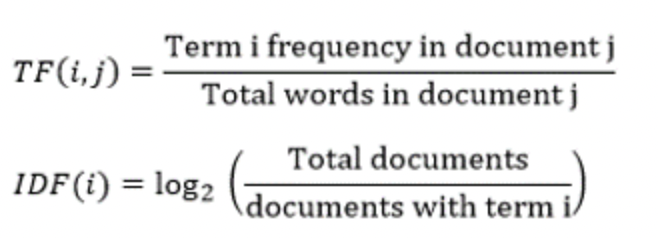 TF(i,j) = Term i frequency in document j / Total words in document j
IDF(i) = log₂ (Total documents / documents with term i)